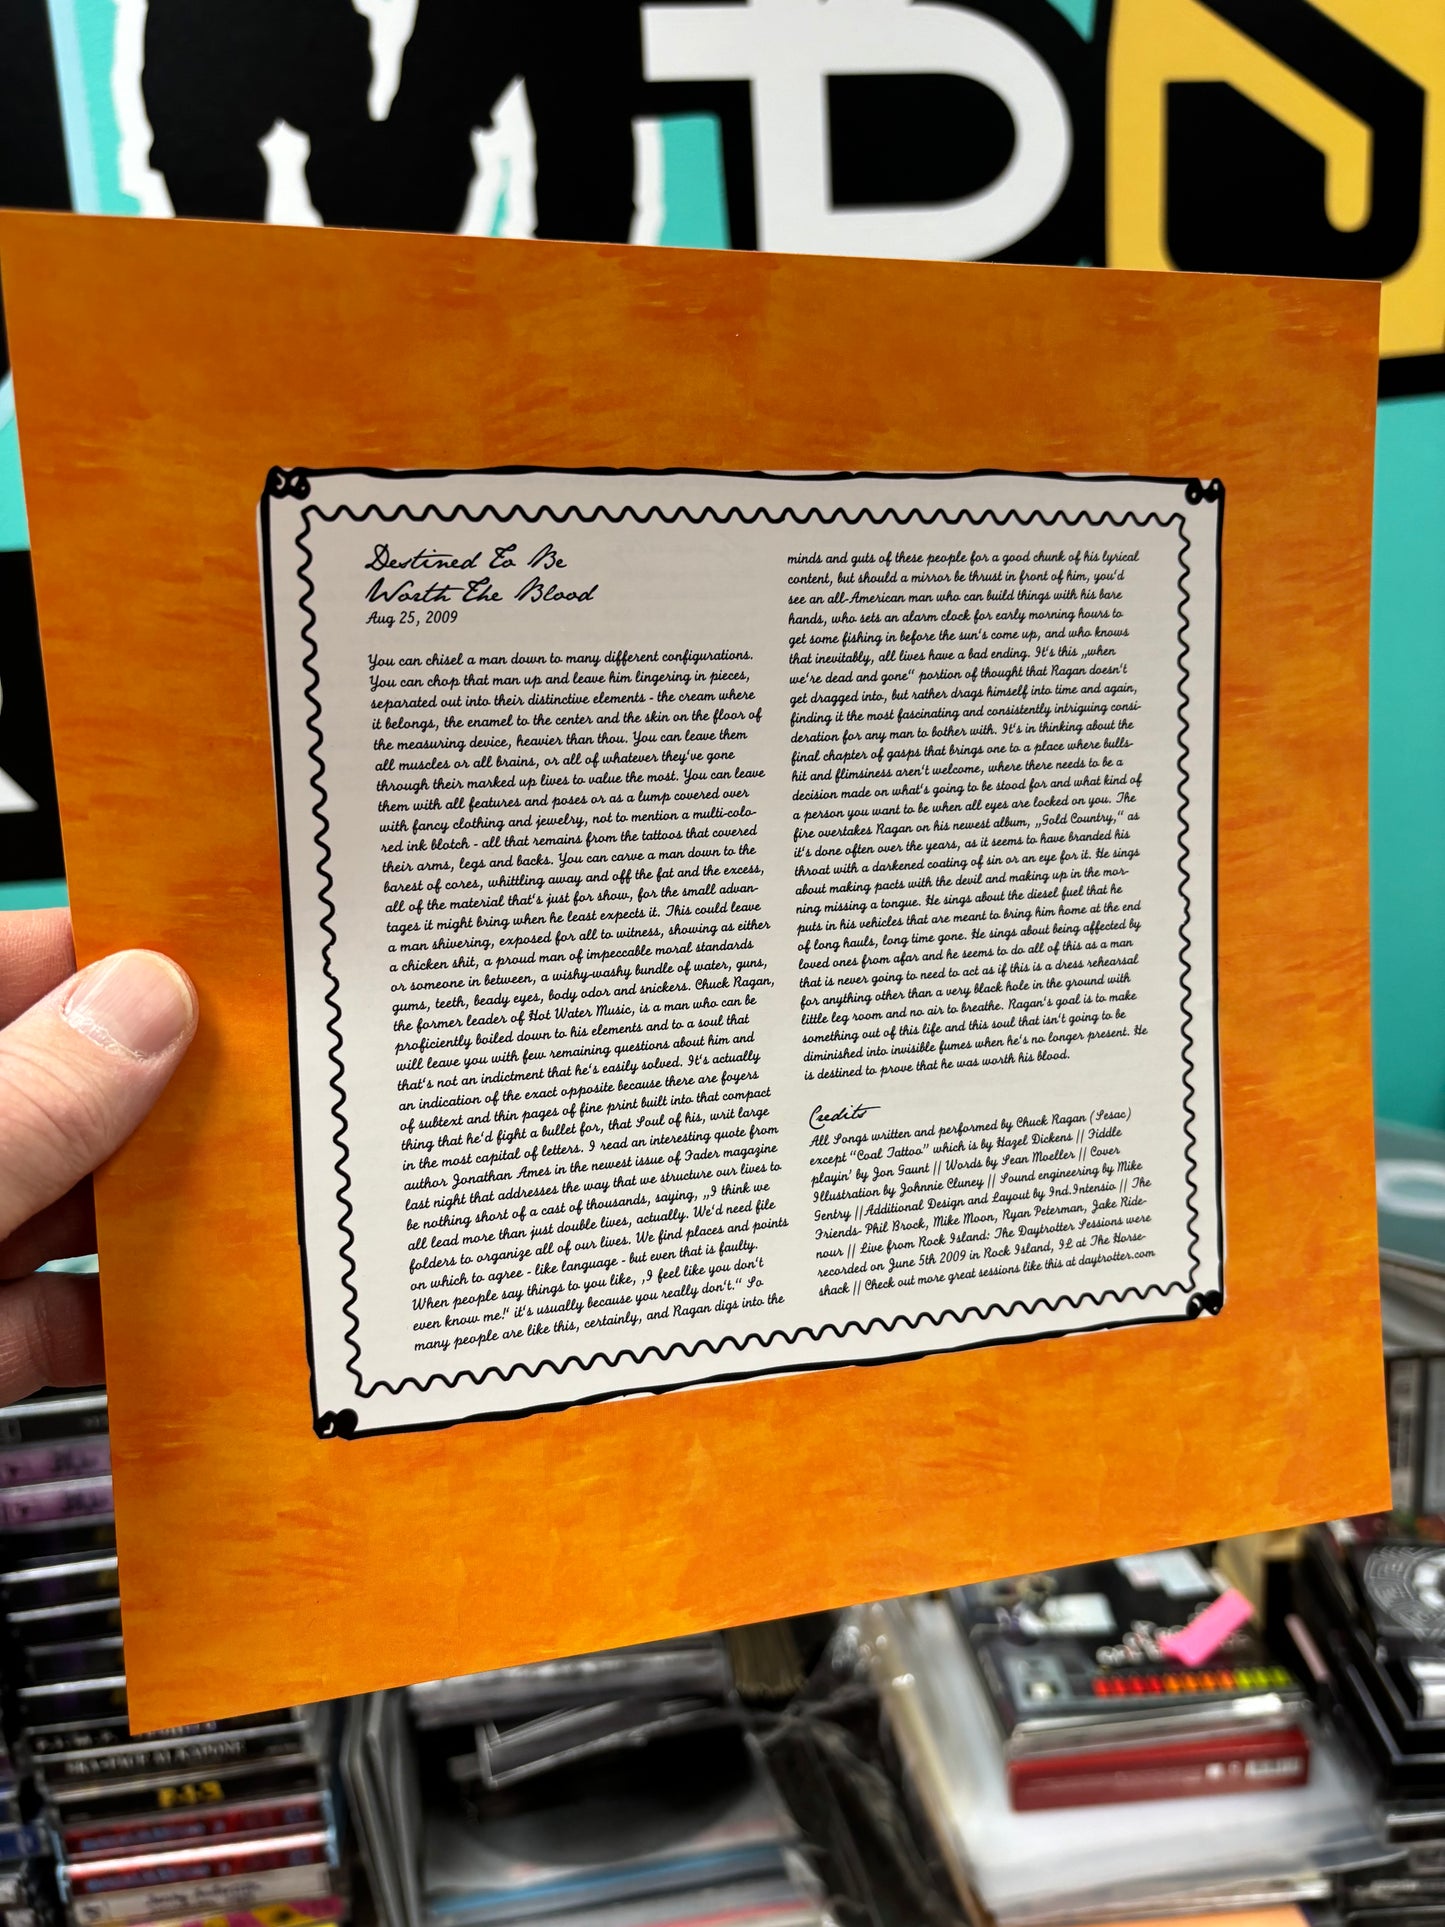 Destined To Be
Worth The Blood
Aug 25, 2009
You can chisel a man down to many different configurations.
You can chop that man up and leave him lingering in pieces,
separated out into their distinctive elements - the cream where
it belongs, the enamel to the center and the skin on the floor of
the measuring device, heavier than thou. You can leave them
all muscles or all brains, or all of whatever they've gone
through their marked up lives to value the most. You can leave
them with all features and poses or as a lump covered over
with fancy clothing and jewelry, not to mention a multi-colo-
red ink blotch - all that remains from the tattoos that covered
their arms, legs and backs. You can carve a man down to the
barest of cores, whittling away and off the fat and the excess,
all of the material that's just for show, for the small advan-
tages it might bring when he least expects it. This could leave
a man shivering, exposed for all to witness, showing as either
a chicken shit, a proud man of impeccable moral standards
or someone in between, a wishy-washy bundle of water, guns,
gums, teeth, beady eyes, body odor and snickers. Chuck Ragan,
the former leader of Hot Water Music, is a man who can be
proficiently boiled down to his elements and to a soul that
will leave you with few remaining questions about him and
that's not an indictment that he's easily solved. It's actually
an indication of the exact opposite because there are foyers
of subtext and thin pages of fine print built into that compact
thing that he'd fight a bullet for, that Soul of his, writ large
in the most capital of letters. I read an interesting quote from
author Jonathan Ames in the newest issue of Fader magazine
last night that addresses the way that we structure our lives to
be nothing short of a cast of thousands, saying, „I think we
all lead more than just double lives, actually. We'd need file
folders to organize all of our lives. We find places and points
on which to agree - like language - but even that is faulty.
When people say things to you like, ‚I feel like you don't
even know me!' it's usually because you really don't.“ So
many people are like this, certainly, and Ragan digs into the
minds and guts of these people for a good chunk of his lyrical
content, but should a mirror be thrust in front of him, you'd
see an all-American man who can build things with his bare
hands, who sets an alarm clock for early morning hours to
get some fishing in before the sun's come up, and who knows
that inevitably, all lives have a bad ending. It's this „when
we're dead and gone“ portion of thought that Ragan doesn't
get dragged into, but rather drags himself into time and again,
finding it the most fascinating and consistently intriguing consi-
deration for any man to bother with. It's in thinking about the
final chapter of gasps that brings one to a place where bulls-
hit and flimsiness aren't welcome, where there needs to be a
decision made on what's going to be stood for and what kind of
a person you want to be when all eyes are locked on you. The
fire overtakes Ragan on his newest album, „Gold Country,“ as
it's done often over the years, as it seems to have branded his
throat with a darkened coating of sin or an eye for it. He sings
about making pacts with the devil and making up in the mor-
ning missing a tongue. He sings about the diesel fuel that he
puts in his vehicles that are meant to bring him home at the end
of long hauls, long time gone. He sings about being affected by
loved ones from afar and he seems to do all of this as a man
that is never going to need to act as if this is a dress rehearsal
for anything other than a very black hole in the ground with
little leg room and no air to breathe. Ragan's goal is to make
something out of this life and this soul that isn't going to be
diminished into invisible fumes when he's no longer present. He
is destined to prove that he was worth his blood.
Credits
All Songs written and performed by Chuck Ragan (Sesac)
except “Coal Tattoo” which is by Hazel Dickens || Fiddle
playin' by Jon Gaunt || Words by Sean Moeller || Cover
Illustration by Johnnie Cluney || Sound engineering by Mike
Gentry || Additional Design and Layout by Ind.Intensio || The
Friends- Phil Brock, Mike Moon, Ryan Peterman, Jake Ride-
nour || Live from Rock Island: The Daytrotter Sessions were
recorded on June 5th 2009 in Rock Island, IL at The Horse-
shack || Check out more great sessions like this at daytrotter.com